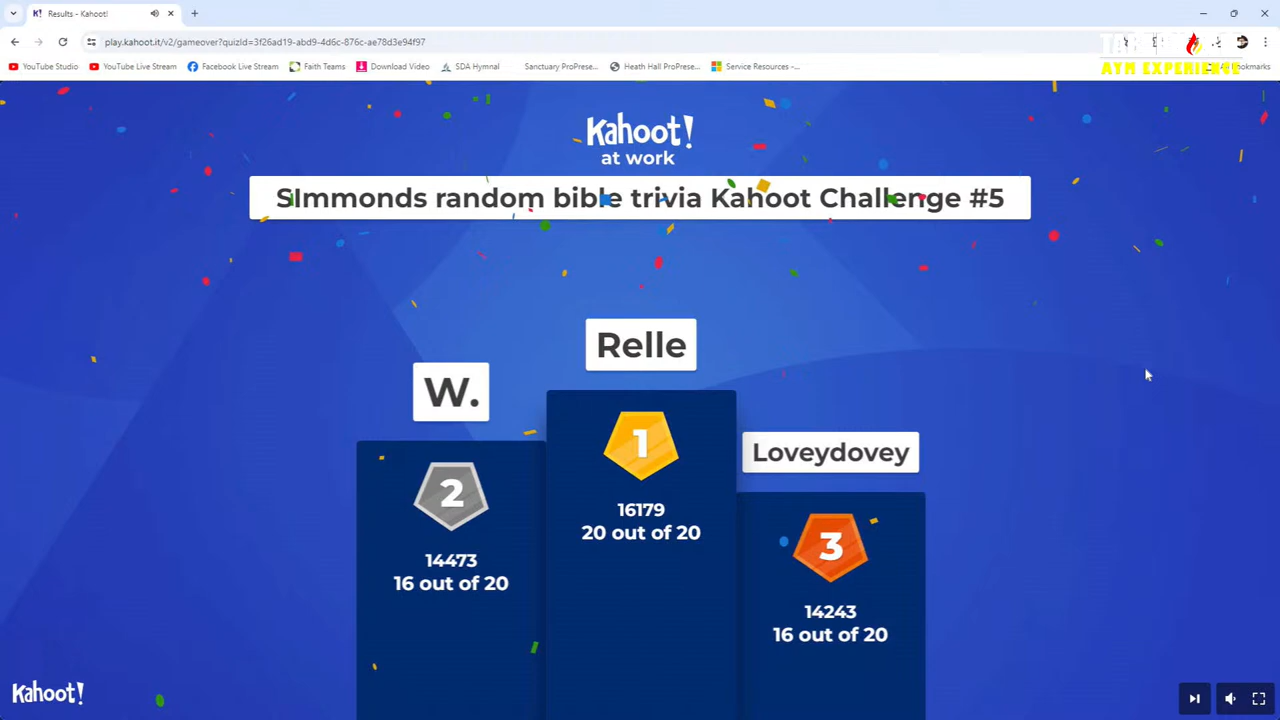 Results - Kahoot!
play.kahoot.it/v2/gameover?quizId=3f26ad19-abd9-4d6c-876c-ae78d3e94f97
YouTube Studio
YouTube Live Stream
Facebook Live Stream
Faith Teams
Download Video
SDA Hymnal
Sanctuary ProPrese...
Heath Hall ProPrese...
Service Resources -...
Bookmarks
AYM EXPERIENCE
Kahoot!
at work
SImmonds random bible trivia Kahoot Challenge #5
Relle
W.
Loveydovey
1
16179
20 out of 20
2
14473
16 out of 20
3
14243
16 out of 20
Kahoot!